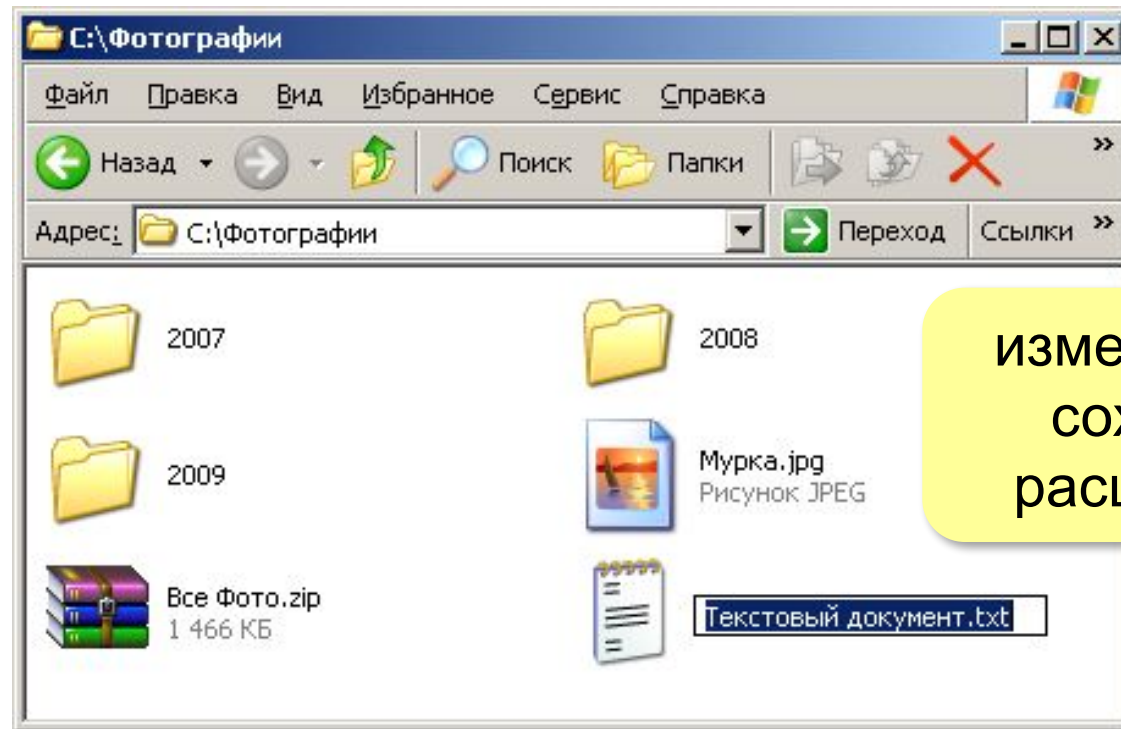 C:\Фотографии
Файл Правка Вид Избранное Сервис Справка
Назад Поиск Папки »
Адрес: C:\Фотографии Переход Ссылки »
2007
2008
2009
Мурка.jpg
Рисунок JPEG
Все Фото.zip
1 466 КБ
Текстовый документ.txt